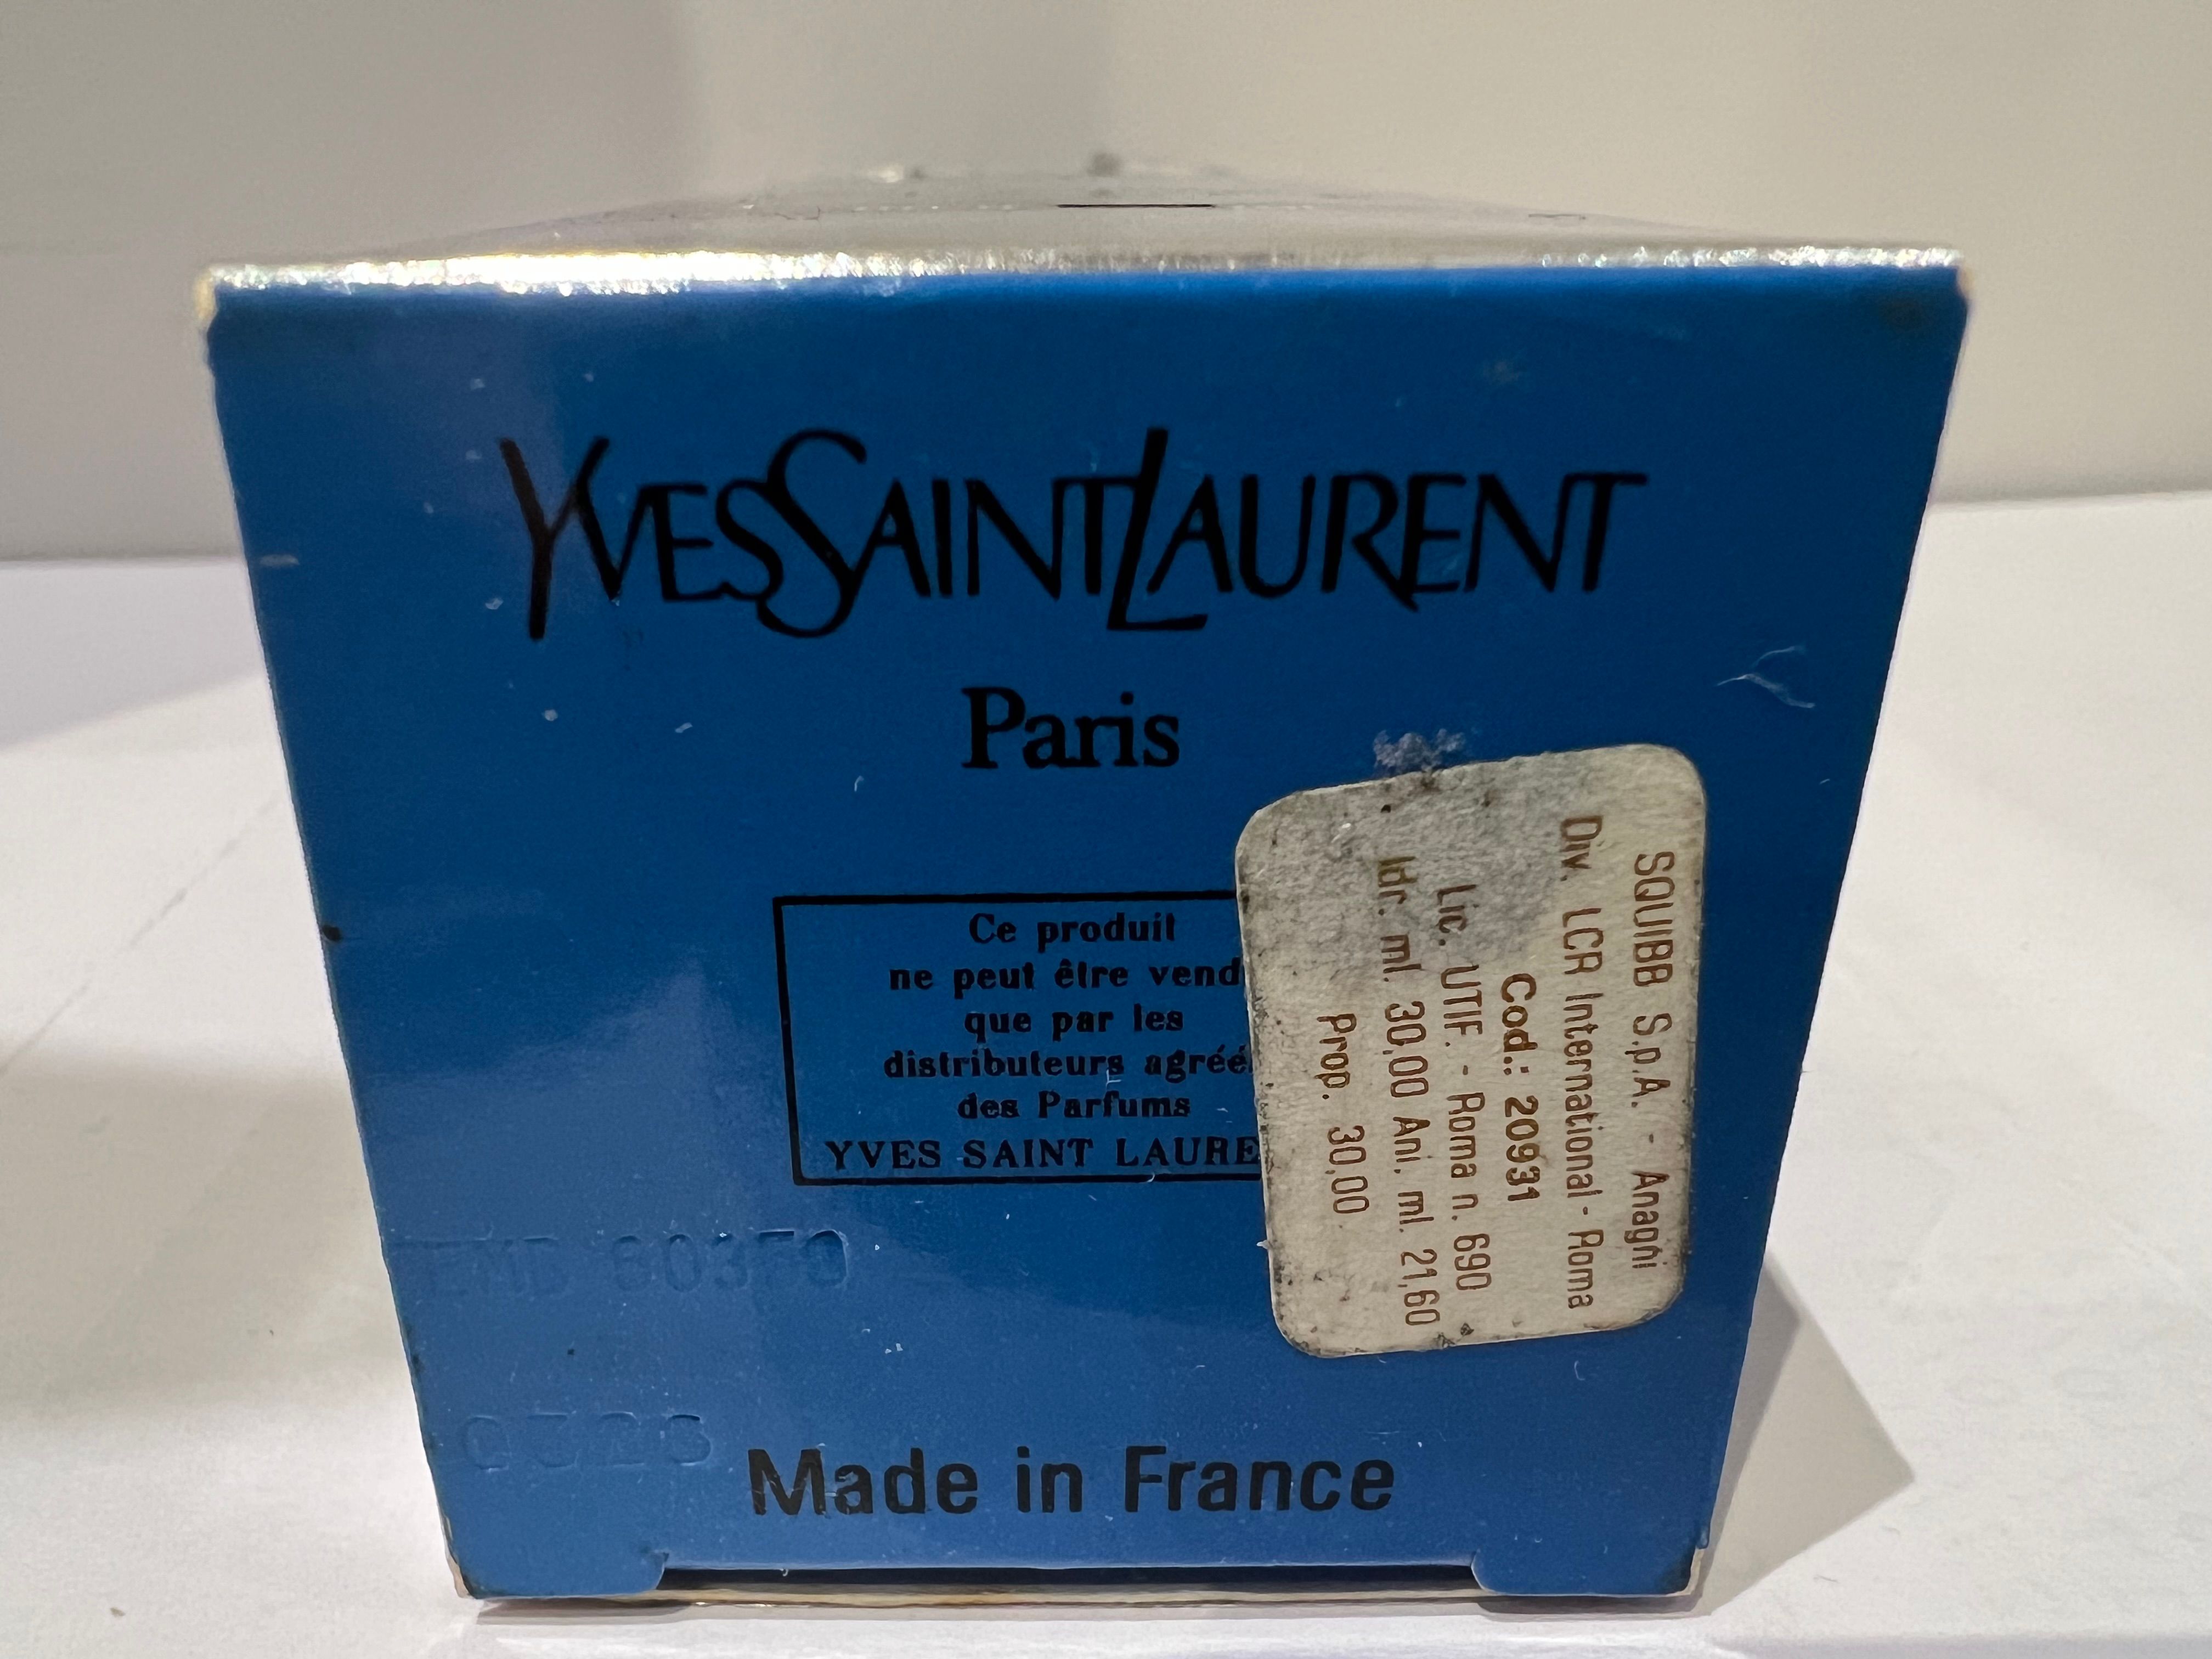 YVESSAINTLAURENT
Paris
Ce produit
ne peut être vend
que par les
distributeurs agréé
des Parfums
YVES SAINT LAURE
SQUIBB S.p.A. - Anaghi
Div. LCR International - Roma
Cod.: 20931
Lic. UTIF. - Roma n. 690
Idr. ml. 30,00 Ani. ml. 21,60
Prop. 30,00
Made in France